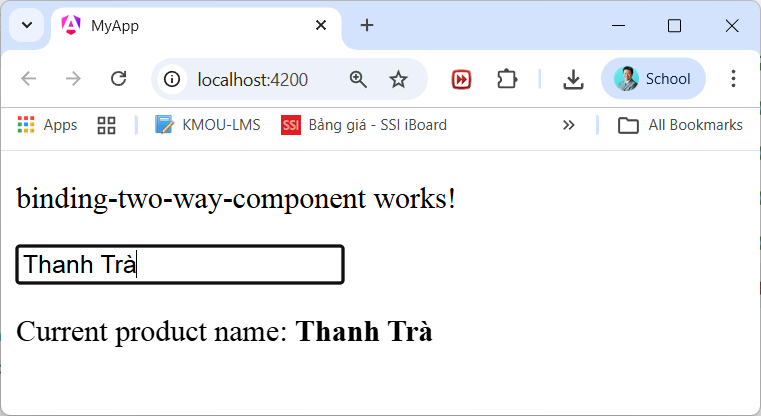 MyApp
localhost:4200
School
Apps
KMOU-LMS
SSI
Bảng giá - SSI iBoard
All Bookmarks
binding-two-way-component works!
Thanh Trà
Current product name: Thanh Trà